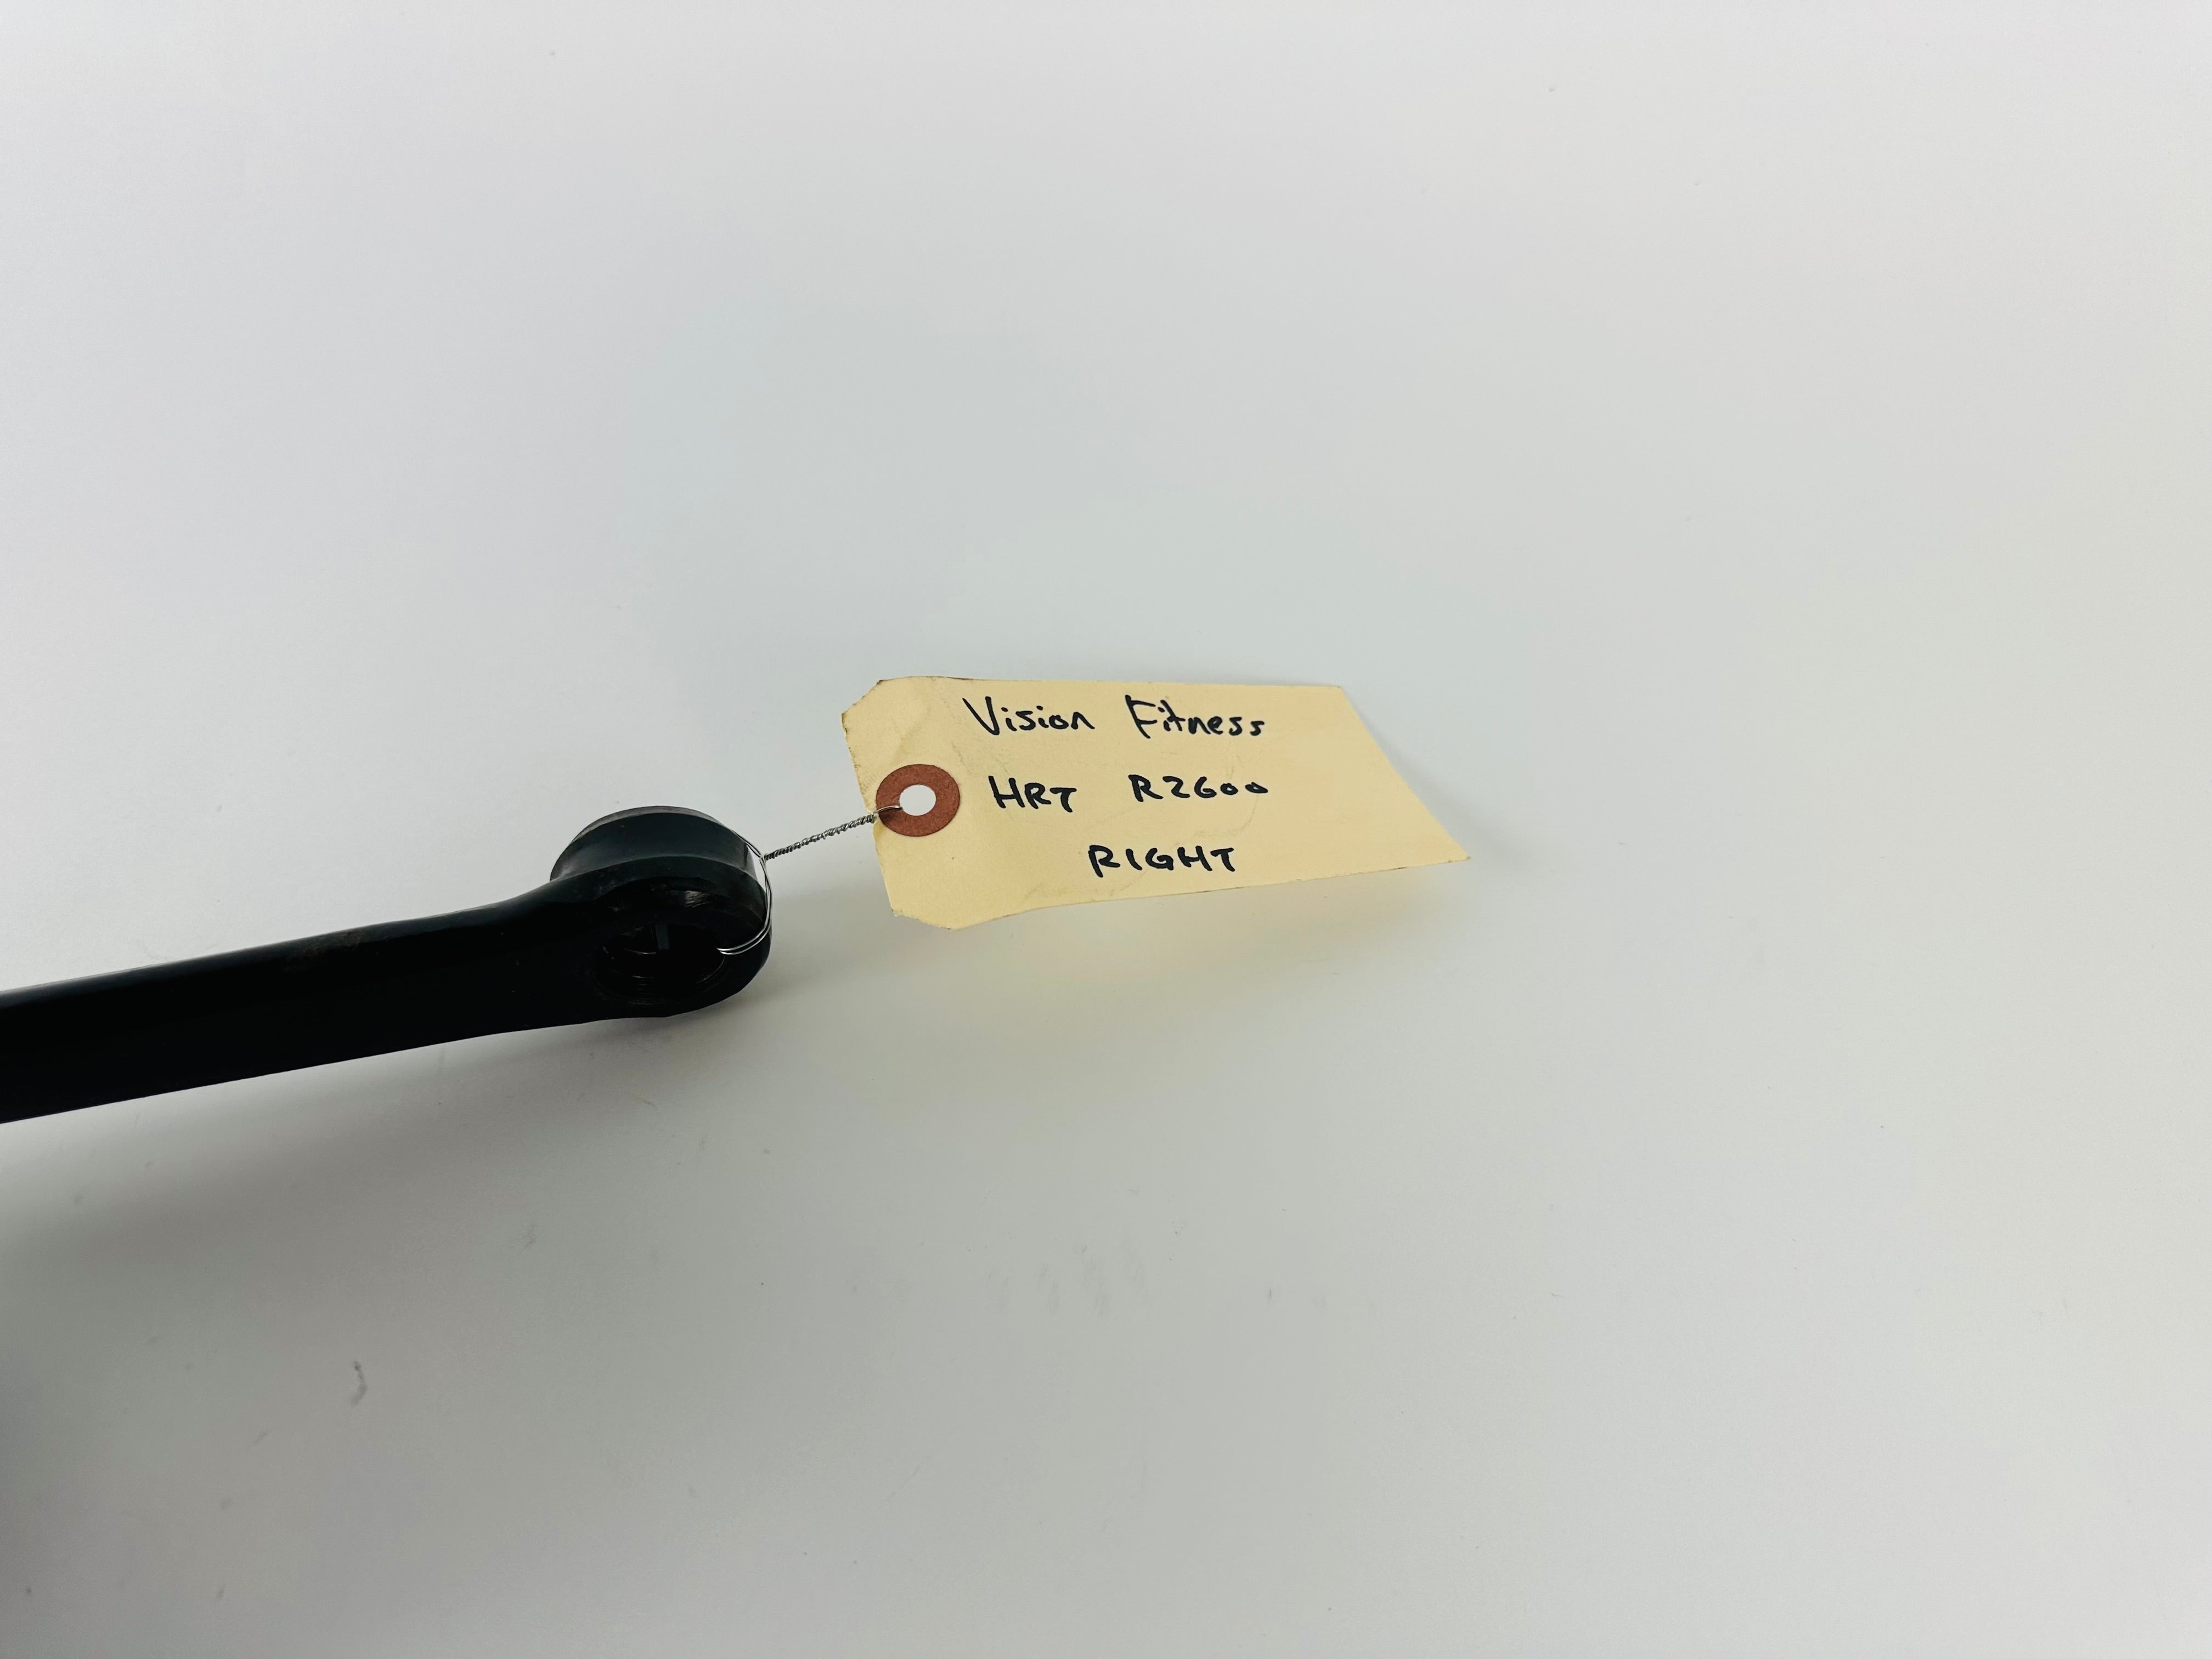 Vision Fitness
HRT R2600
RIGHT